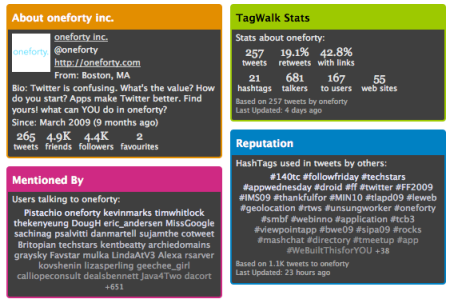 About oneforty inc.
oneforty
oneforty inc.
@oneforty
http://oneforty.com
From: Boston, MA
Bio: Twitter is confusing. What's the value? How
do you start? Apps make Twitter better. Find
yours! what can YOU do in oneforty?
Since: March 2009 (9 months ago)
265 4.9K 4.4K 2
tweets friends followers favourites
Mentioned By
Users talking to oneforty:
Pistachio oneforty kevinmarks timwhitlock
thekenyeung DougH eric_andersen MissGoogle
sachinag psalvitti danmartell sujamthe cotweet
Britopian techstars kentbeatty archiedomains
graysky Favstar mulka LindaAtV3 Alexa rsarver
kovshenin lizasperling geechee_girl
calliopeconsult dealsbennett Java4Two dacort
+651
TagWalk Stats
Stats about oneforty:
257 19.1% 42.8%
tweets retweets with links
21 681 167 55
hashtags talkers to users web sites
Based on 257 tweets by oneforty
Last Updated: 4 days ago
Reputation
HashTags used in tweets by others:
#140tc #followfriday #techstars
#appwednesday #droid #ff #twitter #FF2009
#IMS09 #thankfulfor #MIN10 #tlapd09 #leweb
#geolocation #rtws #unsungworker #oneforty
#smbf #webinno #application #tcb3
#viewpointapp #bwe09 #sipa09 #rocks
#mashchat #directory #tmeetup #app
#WeBuiltThisforYOU +38
Based on 1.1K tweets to oneforty
Last Updated: 23 hours ago